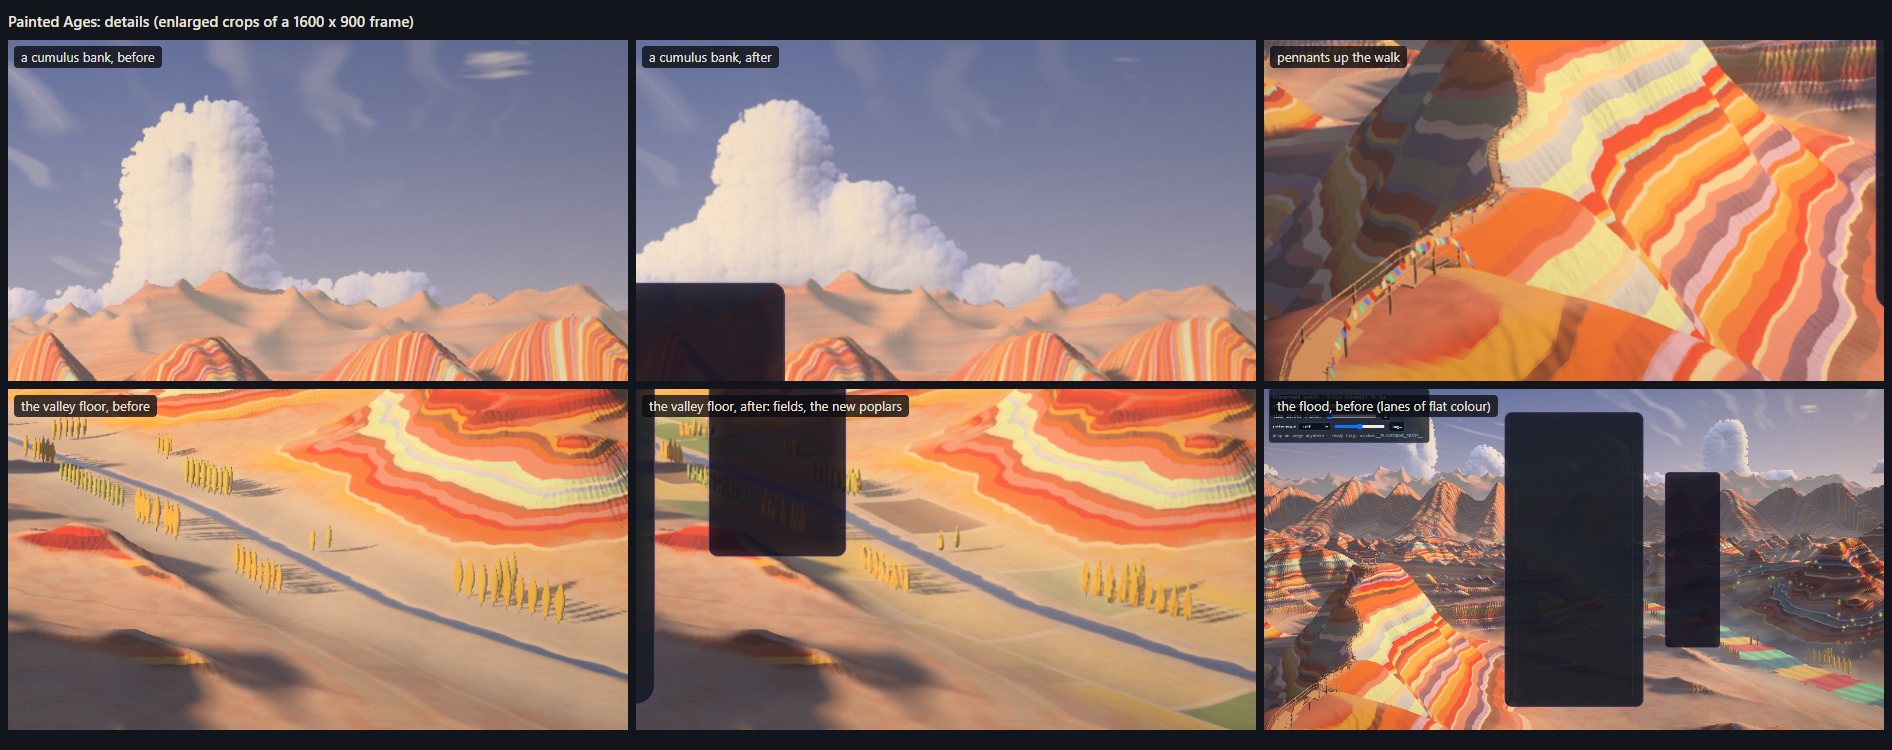 Painted Ages: details (enlarged crops of a 1600 x 900 frame)
a cumulus bank, before
a cumulus bank, after
pennants up the walk
the valley floor, before
the valley floor, after: fields, the new poplars
the flood, before (lanes of flat colour)